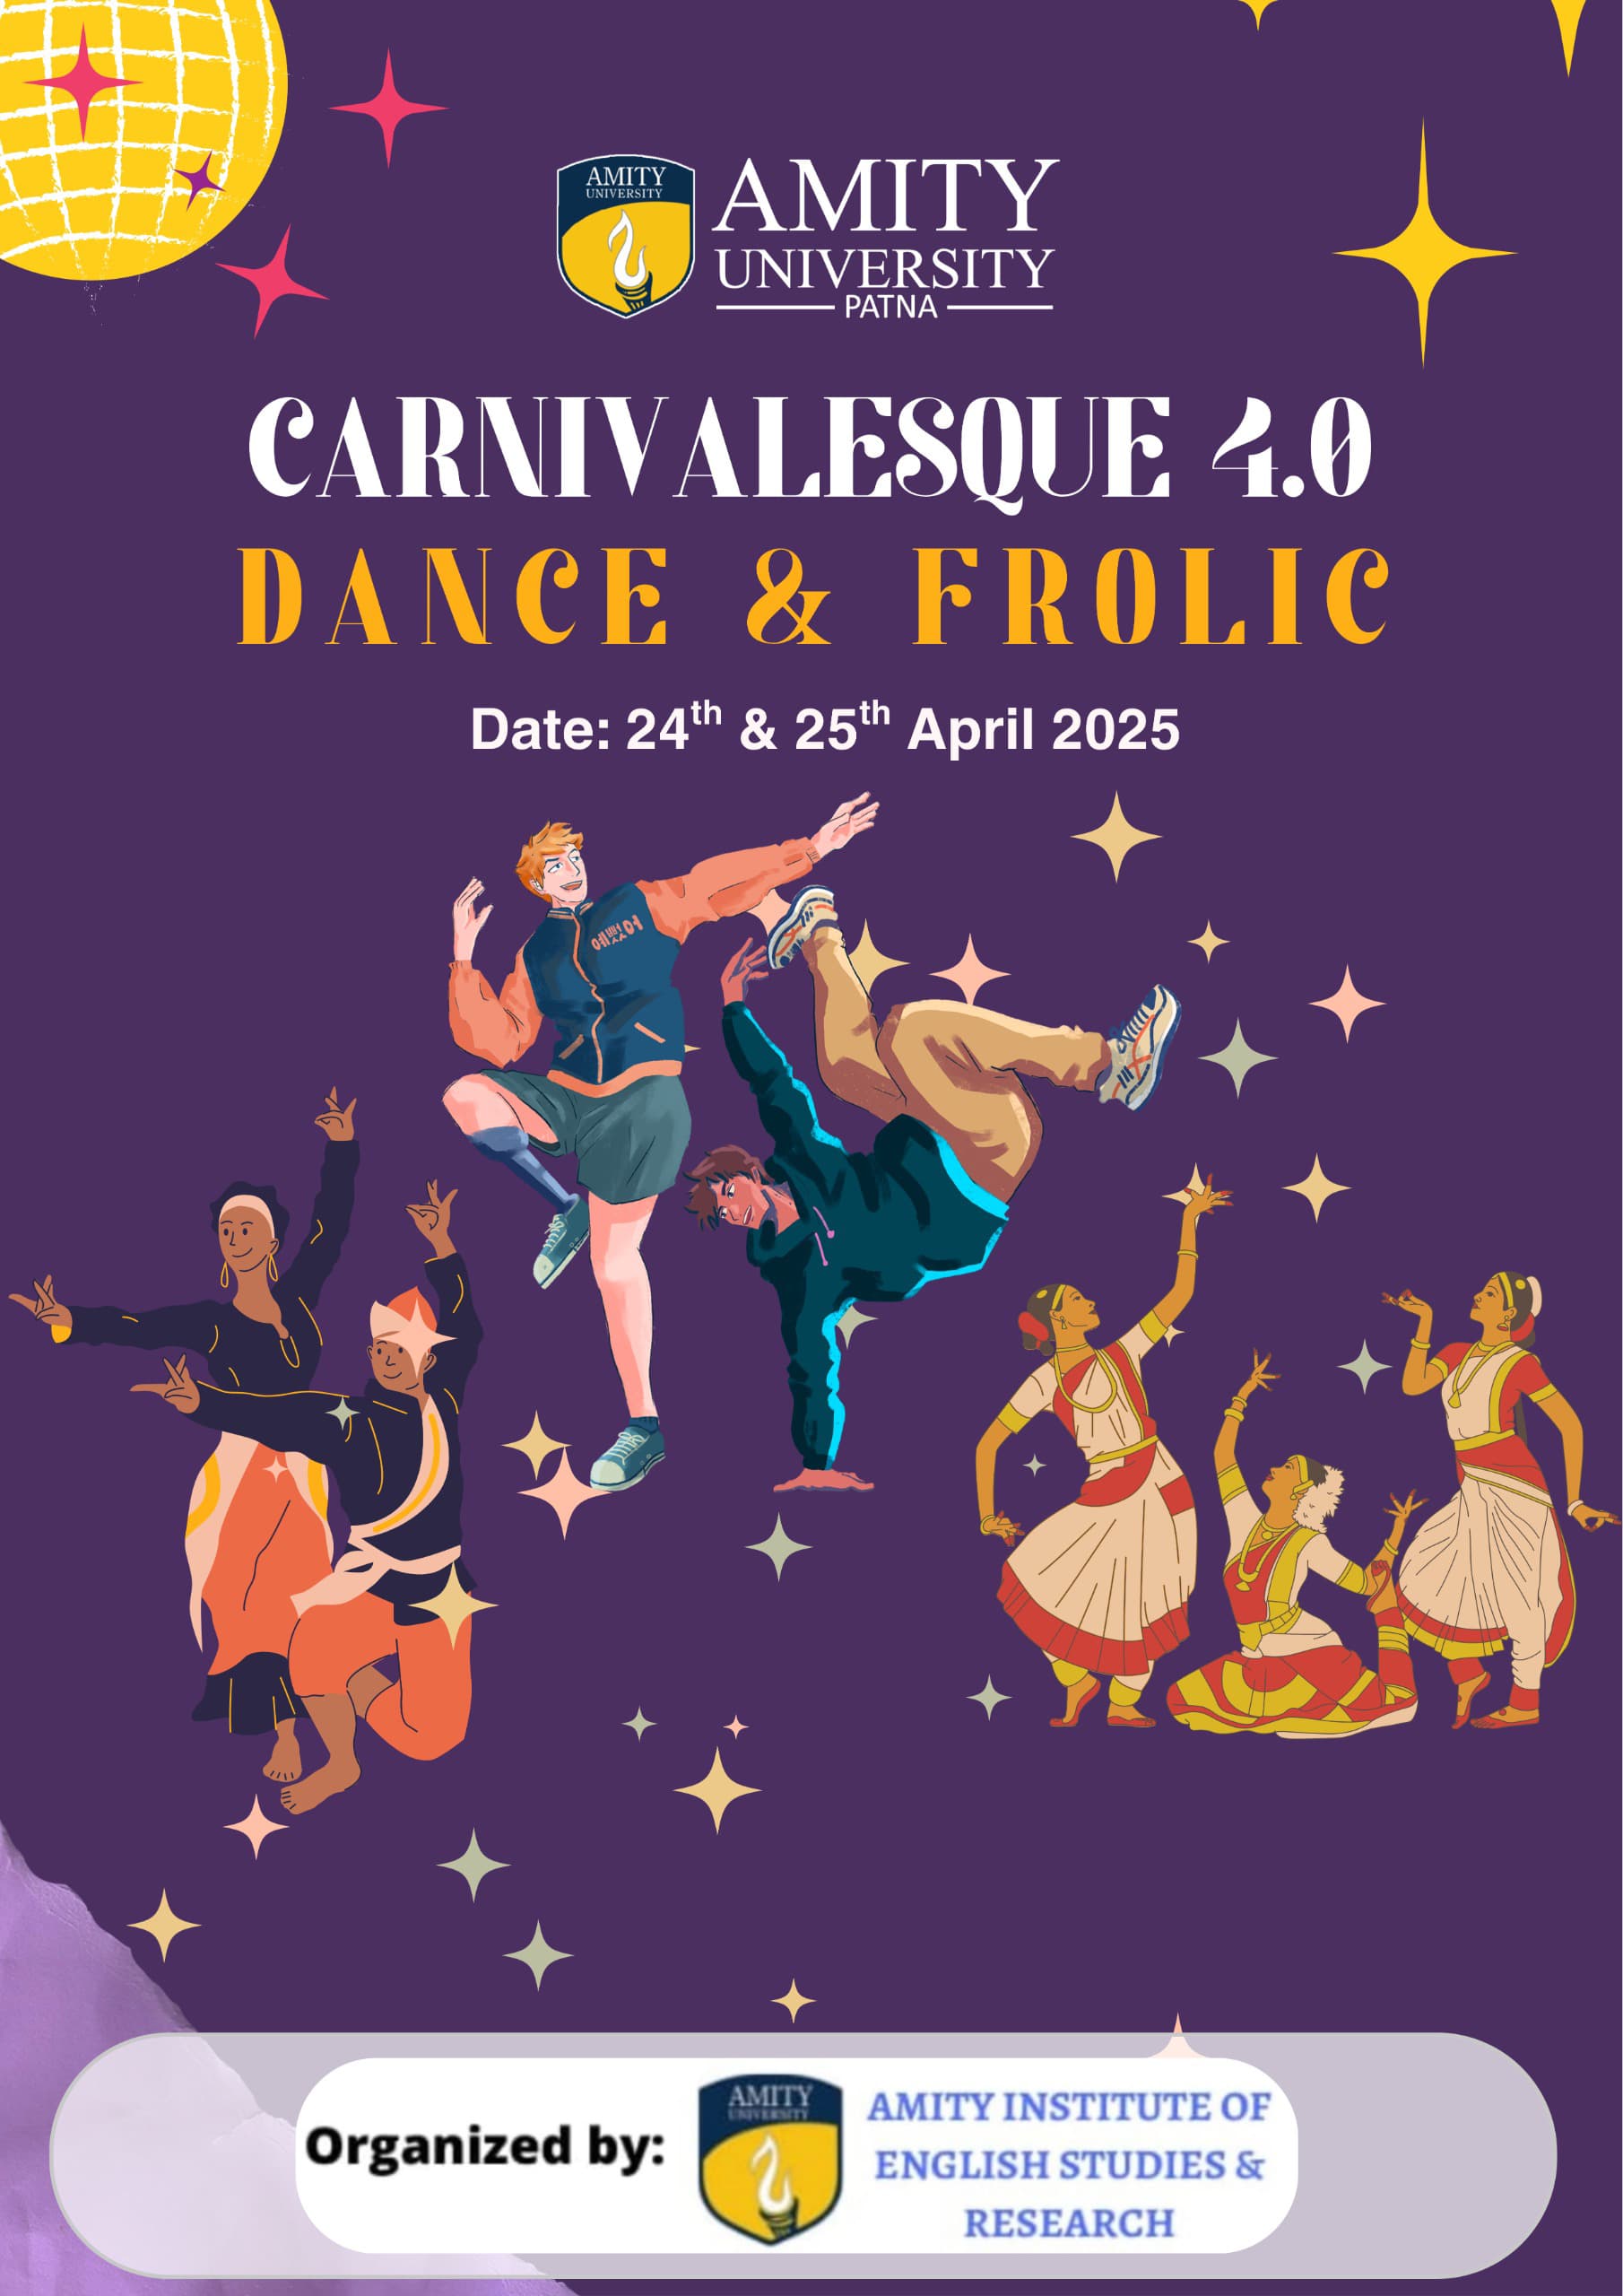 AMITY
UNIVERSITY
AMITY
UNIVERSITY
PATNA
CARNIVALESQUE 4.0
DANCE & FROLIC
Date: 24th & 25th April 2025
Organized by:
AMITY
UNIVERSITY
AMITY INSTITUTE OF
ENGLISH STUDIES &
RESEARCH